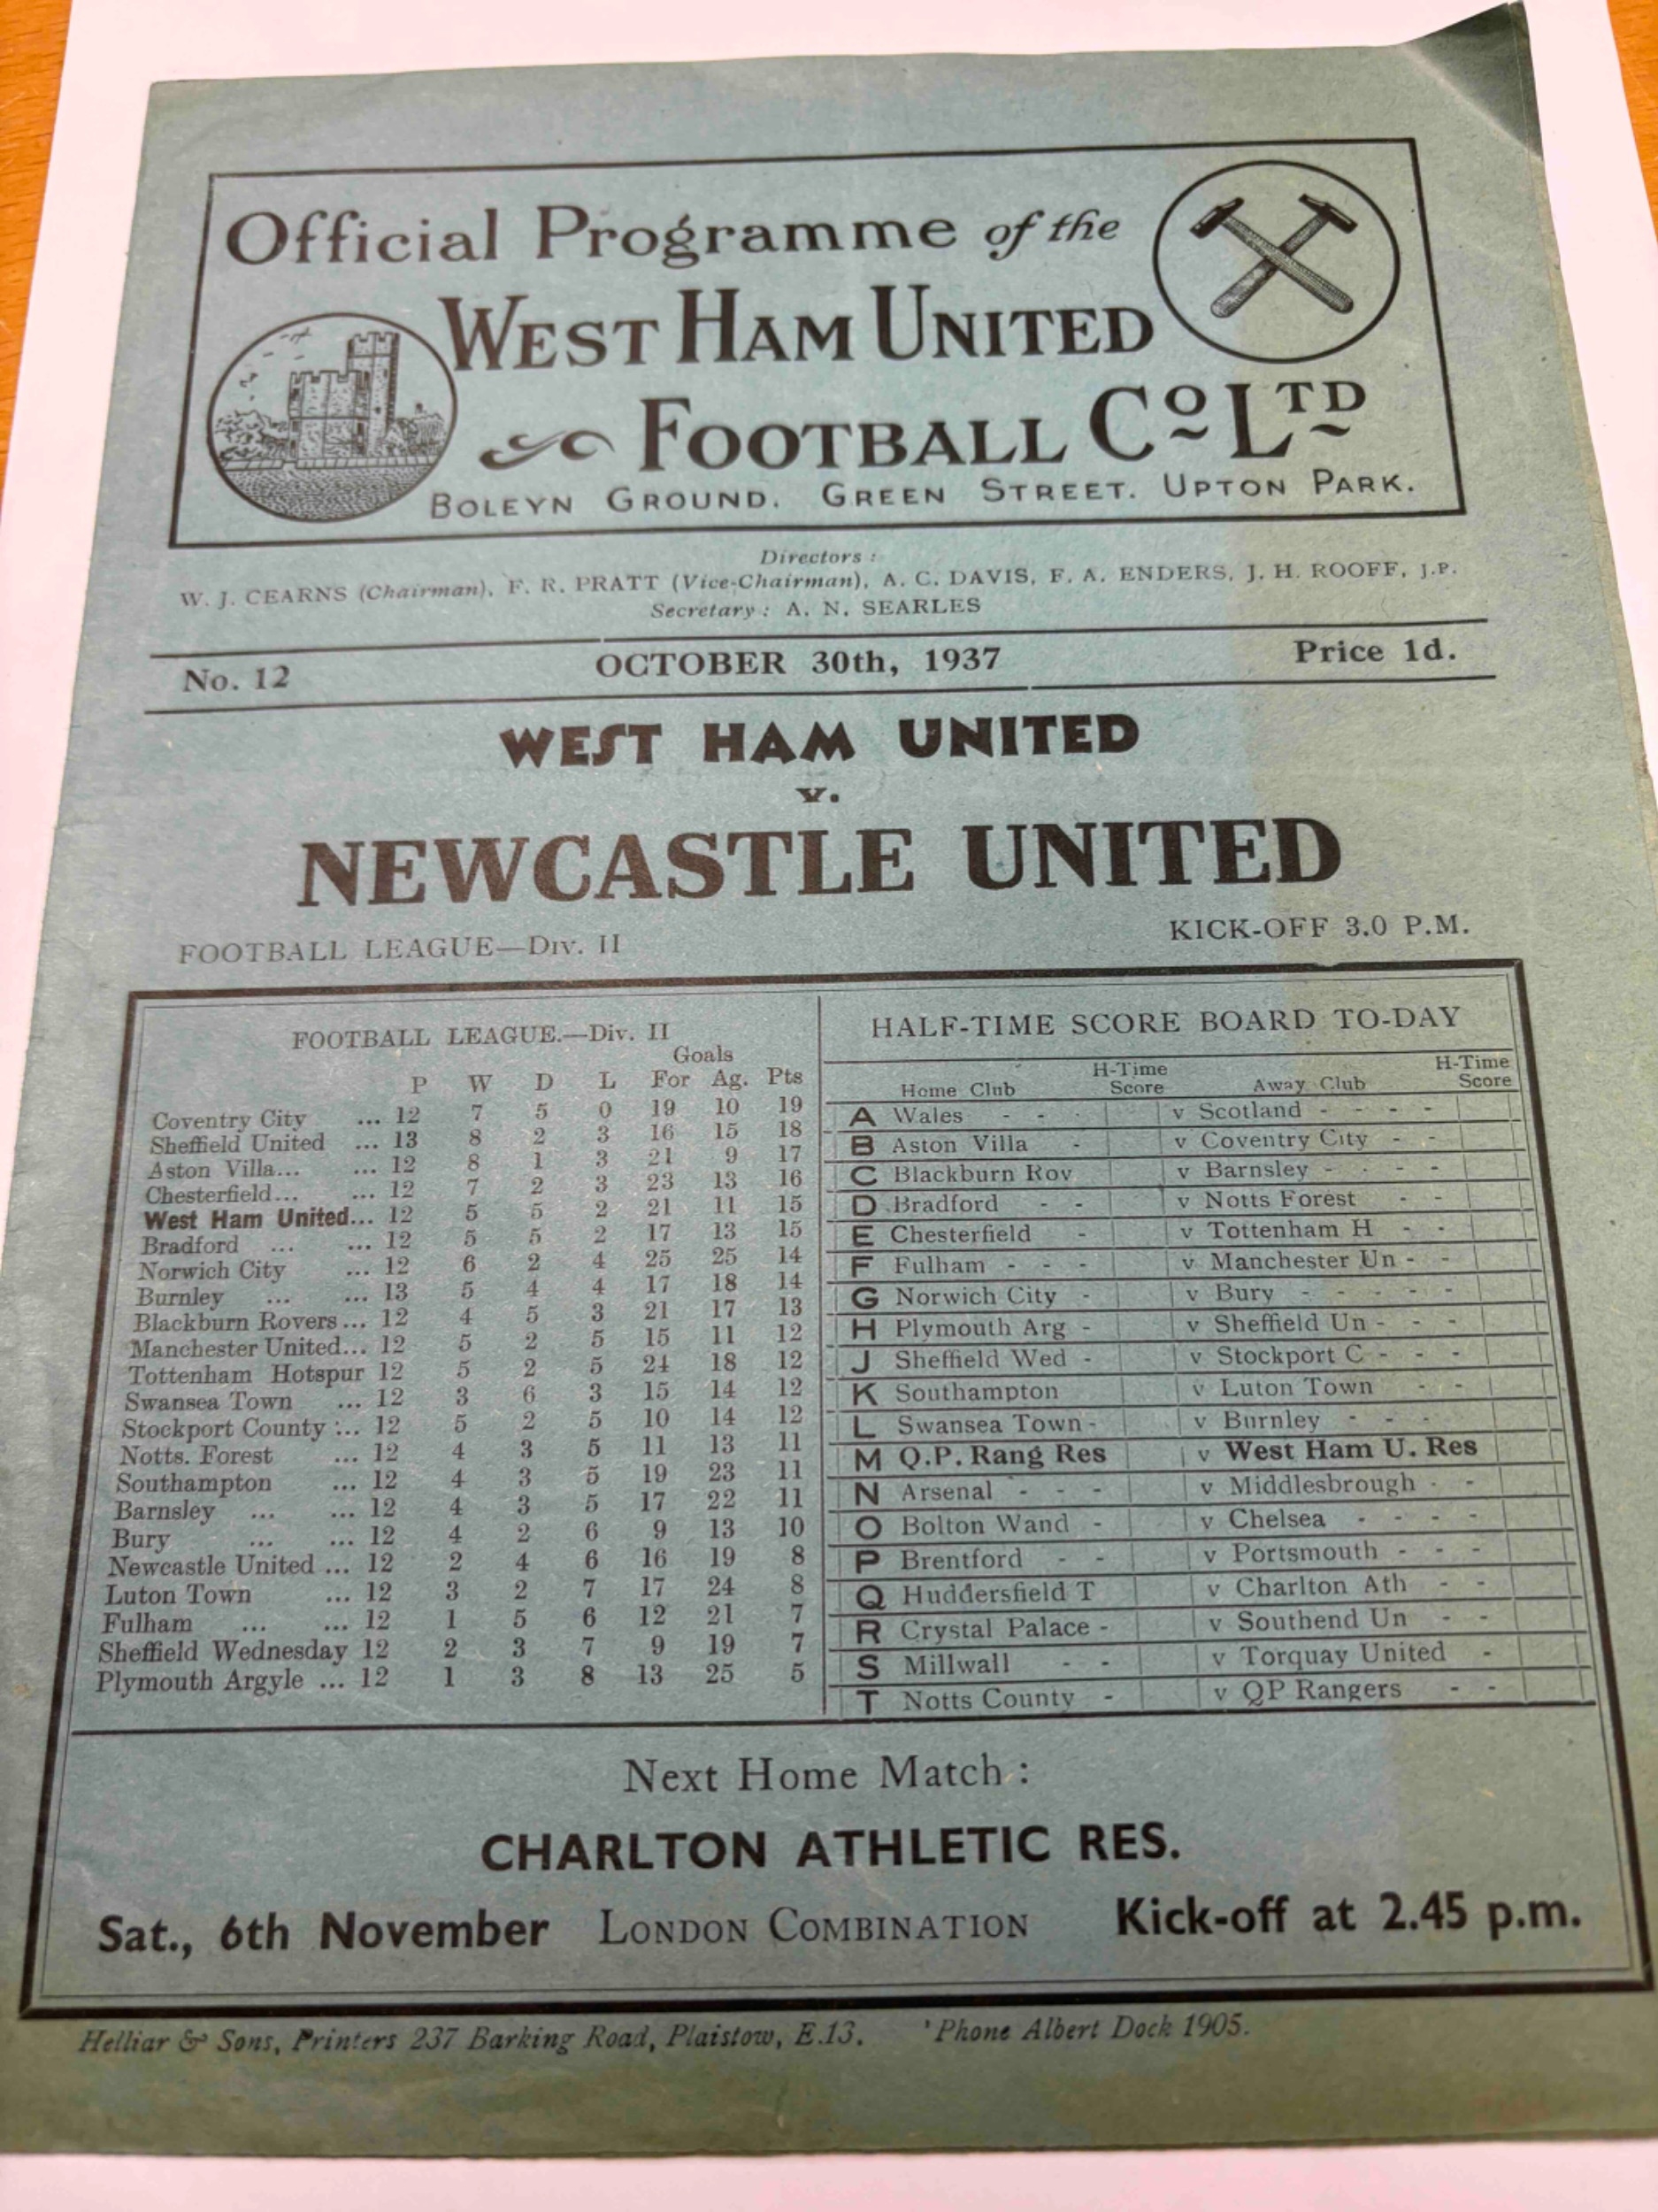 Official Programme of the
WEST HAM UNITED
FOOTBALL Co LTD
BOLEYN GROUND. GREEN STREET. UPTON PARK.
Directors :
W. J. CEARNS (Chairman), F. R. PRATT (Vice-Chairman), A. C. DAVIS, F. A. ENDERS, J. H. ROOFF, J.P.
Secretary : A. N. SEARLES
No. 12 OCTOBER 30th, 1937 Price 1d.
WEST HAM UNITED
v.
NEWCASTLE UNITED
FOOTBALL LEAGUE—Div. II KICK-OFF 3.0 P.M.
FOOTBALL LEAGUE.—Div. II
Goals
P W D L For Ag. Pts
Coventry City ... 12 7 5 0 19 10 19
Sheffield United ... 13 8 2 3 16 15 18
Aston Villa... ... 12 8 1 3 21 9 17
Chesterfield... ... 12 7 2 3 23 13 16
West Ham United... 12 5 5 2 21 11 15
Bradford ... ... 12 5 5 2 17 13 15
Norwich City ... 12 6 2 4 25 25 14
Burnley ... ... 13 5 4 4 17 18 14
Blackburn Rovers ... 12 4 5 3 21 17 13
Manchester United... 12 5 2 5 15 11 12
Tottenham Hotspur 12 5 2 5 24 18 12
Swansea Town ... 12 3 6 3 15 14 12
Stockport County ... 12 5 2 5 10 14 12
Notts. Forest ... 12 4 3 5 11 13 11
Southampton ... 12 4 3 5 19 23 11
Barnsley ... ... 12 4 3 5 17 22 11
Bury ... ... 12 4 2 6 9 13 10
Newcastle United ... 12 2 4 6 16 19 8
Luton Town ... 12 3 2 7 17 24 8
Fulham ... ... 12 1 5 6 12 21 7
Sheffield Wednesday 12 2 3 7 9 19 7
Plymouth Argyle ... 12 1 3 8 13 25 5
HALF-TIME SCORE BOARD TO-DAY
Home Club H-Time Score Away Club H-Time Score
A Wales - - - v Scotland - - - -
B Aston Villa - v Coventry City - -
C Blackburn Rov v Barnsley - - - -
D Bradford - - v Notts Forest - -
E Chesterfield - v Tottenham H - -
F Fulham - - - v Manchester Un - -
G Norwich City - v Bury - - - - -
H Plymouth Arg - v Sheffield Un - - -
J Sheffield Wed - v Stockport C - - -
K Southampton v Luton Town - -
L Swansea Town - v Burnley - - -
M Q.P. Rang Res v West Ham U. Res
N Arsenal - - - v Middlesbrough - -
O Bolton Wand - v Chelsea - - - -
P Brentford - - v Portsmouth - - -
Q Huddersfield T v Charlton Ath - -
R Crystal Palace - v Southend Un - -
S Millwall - - v Torquay United -
T Notts County - v QP Rangers - -
Next Home Match :
CHARLTON ATHLETIC RES.
Sat., 6th November LONDON COMBINATION Kick-off at 2.45 p.m.
Helliar & Sons, Printers 237 Barking Road, Plaistow, E.13. 'Phone Albert Dock 1905.